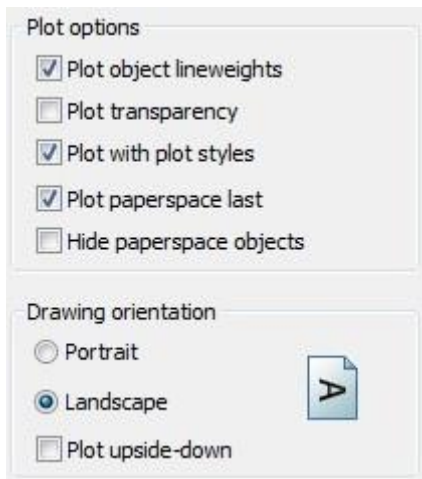 Plot options
Plot object lineweights
Plot transparency
Plot with plot styles
Plot paperspace last
Hide paperspace objects
Drawing orientation
Portrait
A
Landscape
Plot upside-down